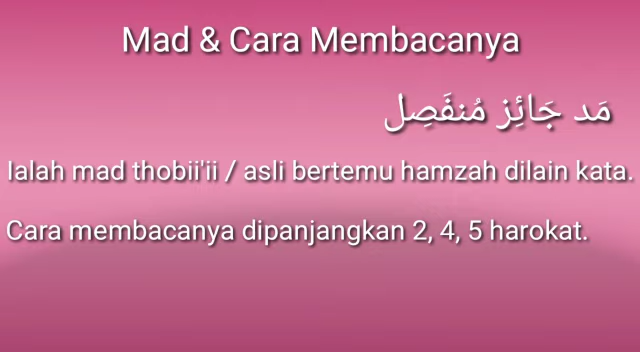 Mad & Cara Membacanya
مَد جَائِز مُنفَصِل
Ialah mad thobii'ii / asli bertemu hamzah dilain kata.
Cara membacanya dipanjangkan 2, 4, 5 harokat.